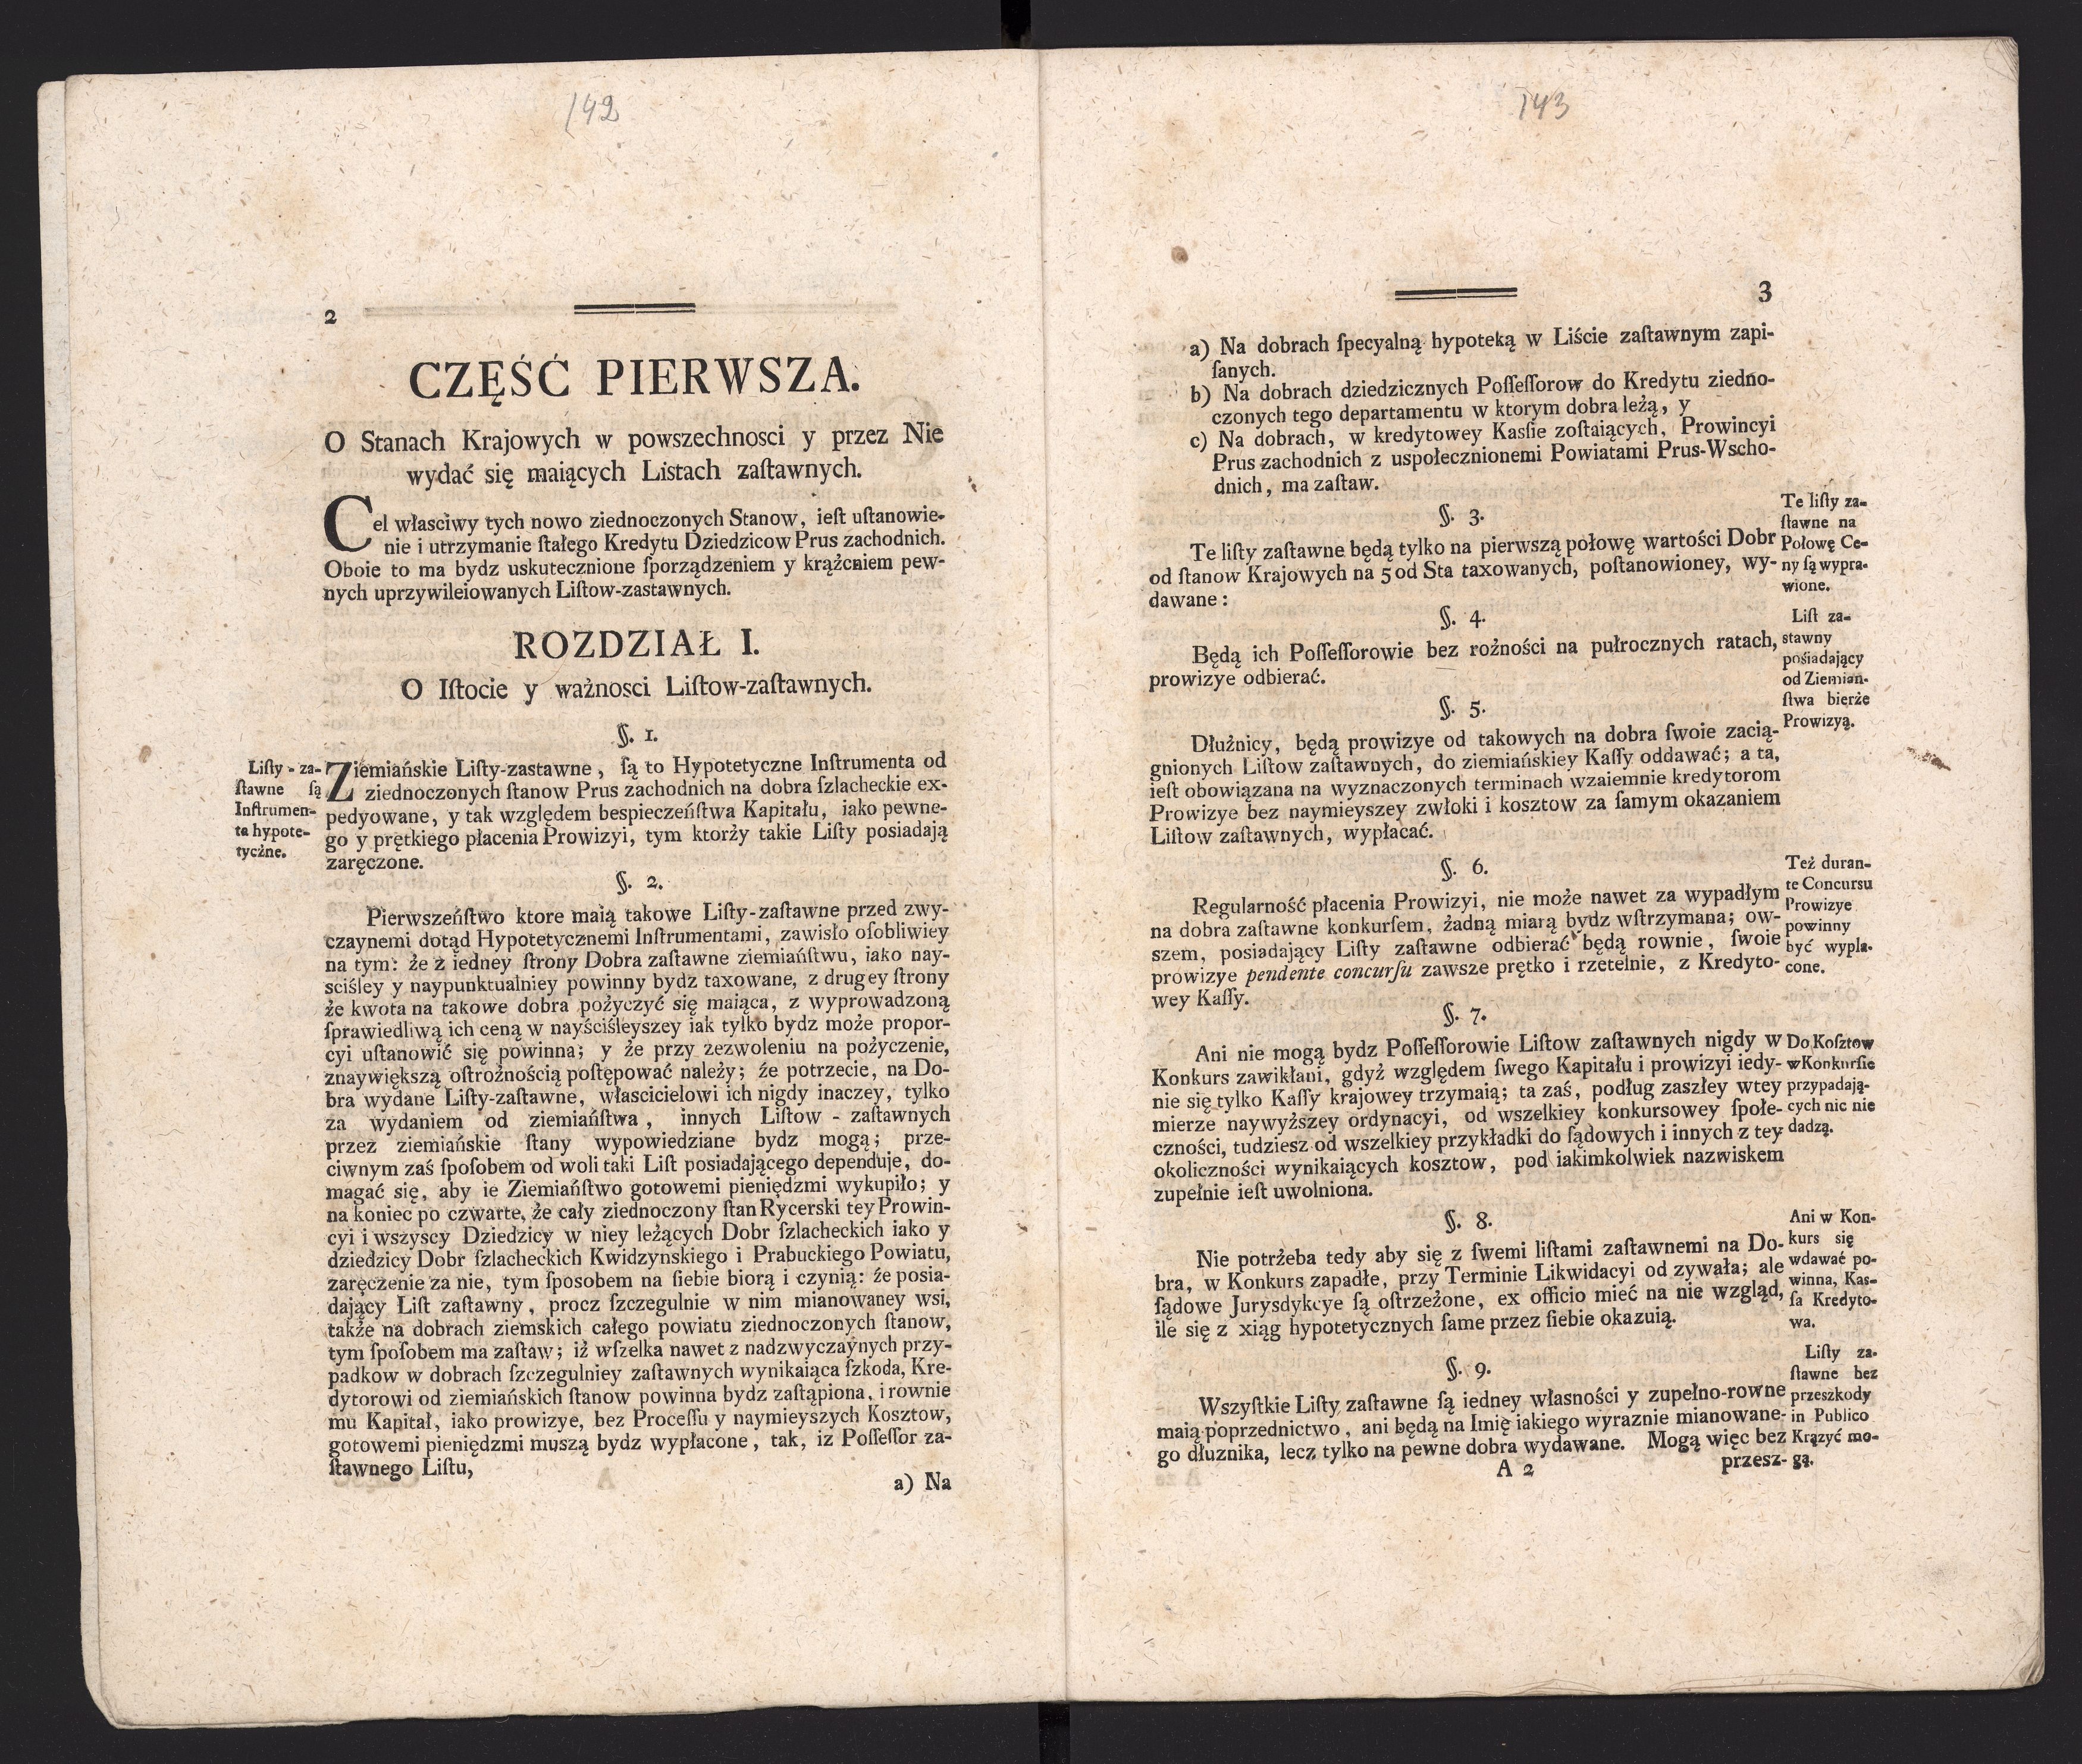 142
2
CZĘŚĆ PIERWSZA.
O Stanach Krajowych w powszechnosci y przez Nie
wydać się maiących Listach zaſtawnych.
Cel własciwy tych nowo ziednoczonych Stanow, ieſt uſtanowie-
nie i utrzymanie ſtałego Kredytu Dziedzicow Prus zachodnich.
Oboie to ma bydz uskutecznione ſporządzeniem y krążeniem pew-
nych uprzywileiowanych Liſtow-zastawnych.
ROZDZIAŁ I.
O Iſtocie y ważnosci Liſtow-zaſtawnych.
§. 1.
Liſty-za-
ſtawne ſą
Inſtrumen-
ta hypote-
tyczne.
Ziemiańskie Liſty-zastawne, ſą to Hypotetyczne Inſtrumenta od
ziednoczonych ſtanow Prus zachodnich na dobra ſzlacheckie ex-
pedyowane, y tak względem bespieczeńſtwa Kapitału, iako pewne-
go y prętkiego płacenia Prowizyi, tym ktorży takie Liſty posiadają
zaręczone.
§. 2.
Pierwszeńſtwo ktore maią takowe Liſty-zaſtawne przed zwy-
czaynemi dotąd Hypotetycznemi Inſtrumentami, zawisło oſobliwiey
na tym: że z iedney ſtrony Dobra zaſtawne ziemiańſtwu, iako nay-
sciśley y naypunktualniey powinny bydz taxowane, z drugey ſtrony
że kwota na takowe dobra pożyczyć się maiąca, z wyprowadzoną
ſprawiedliwą ich ceną w nayściśleyszey iak tylko bydz może propor-
cyi uſtanowić się powinna; y że przy zezwoleniu na pożyczenie,
znaywiększą oſtrożnością poſtępować należy; że potrzecie, na Do-
bra wydane Liſty-zaſtawne, włascicielowi ich nigdy inaczey, tylko
za wydaniem od ziemiańſtwa, innych Liſtow-zaſtawnych
przez ziemiańskie ſtany wypowiedziane bydz mogą; prze-
ciwnym zaś ſpoſobem od woli taki Liſt posiadającego dependuje, do-
magać się, aby ie Ziemiańſtwo gotowemi pieniędzmi wykupiło; y
na koniec po czwarte, że cały ziednoczony ſtan Rycerski tey Prowin-
cyi i wszyscy Dziedzicy w niey leżących Dobr ſzlacheckich iako y
dziedzicy Dobr ſzlacheckich Kwidzynskiego i Prabuckiego Powiatu,
zaręczenie za nie, tym ſposobem na ſiebie biorą i czynią: że posia-
dający Liſt zaſtawny, procz ſzczegulnie w nim mianowaney wsi,
także na dobrach ziemskich całego powiatu ziednoczonych ſtanow,
tym ſpoſobem ma zaſtaw; iż wſzelka nawet z nadzwyczaynych przy-
padkow w dobrach ſzczegulniey zaſtawnych wynikaiąca ſzkoda, Kre-
dytorowi od ziemiańskich ſtanow powinna bydz zaſtąpiona, i rownie
mu Kapitał, iako prowizye, bez Proceſſu y naymieyszych Kosztow,
gotowemi pieniędzmi muszą bydz wypłacone, tak, iz Poſſeſſor za-
ſtawnego Liſtu,
a) Na
143
3
a) Na dobrach ſpecyalną hypoteką w Liście zaſtawnym zapi-
ſanych.
b) Na dobrach dziedzicznych Poſſeſſorow do Kredytu ziedno-
czonych tego departamentu w ktorym dobra leżą, y
c) Na dobrach, w kredytowey Kasſie zoſtaiących, Prowincyi
Prus zachodnich z uspołecznionemi Powiatami Prus-Wscho-
dnich, ma zaſtaw.
§. 3.
Te liſty zaſtawne będą tylko na pierwszą połowę wartości Dobr
od ſtanow Krajowych na 5 od Sta taxowanych, poſtanowioney, wy-
dawane:
Te liſty za-
ſtawne na
Połowę Ce-
ny ſą wypra-
wione.
§. 4.
Będą ich Poſſeſſorowie bez rożności na pułrocznych ratach,
prowizye odbierać.
Liſt za-
stawny
pośiadający
od Ziemian-
ſtwa bierże
Prowizyą.
§. 5.
Dłużnicy, będą prowizye od takowych na dobra ſwoie zacią-
gnionych Liſtow zaſtawnych, do ziemiańskiey Kaſſy oddawać; a ta,
ieſt obowiązana na wyznaczonych terminach wzaiemnie kredytorom
Prowizye bez naymieyszey zwłoki i kosztow za ſamym okazaniem
Liſtow zaſtawnych, wypłacać.
§. 6.
Regularność płacenia Prowizyi, nie może nawet za wypadłym
na dobra zaſtawne konkurſem, żadną miarą bydz wſtrzymana; ow-
szem, posiadający Liſty zaſtawne odbierać będą rownie, ſwoie
prowizye pendente concurſu zawsze prętko i rzetelnie, z Kredyto-
wey Kaſſy.
Też duran-
te Concursu
Prowizye
powinny
być wypla-
cone.
§. 7.
Ani nie mogą bydz Poſſeſſorowie Liſtow zaſtawnych nigdy w
Konkurs zawikłani, gdyż względem ſwego Kapitału i prowizyi iedy-
nie się tylko Kaſſy krajowey trzymaią; ta zaś, podług zaszłey wtey
mierze naywyższey ordynacyi, od wszelkiey konkursowey ſpołe-
czności, tudziesz od wszelkiey przykładki do ſądowych i innych z tey
okoliczności wynikaiących kosztow, pod iakimkolwiek nazwiskem
zupełnie ieſt uwolniona.
Do Koſztow
w Konkurſie
przypadają-
cych nic nie
dadzą.
§. 8.
Nie potrżeba tedy aby się z ſwemi liſtami zaſtawnemi na Do-
bra, w Konkurs zapadłe, przy Terminie Likwidacyi od zywała; ale
ſądowe Jurysdykcye ſą oſtrzeżone, ex officio mieć na nie wzgląd,
ile się z xiąg hypotetycznych ſame przez ſiebie okazuią.
Ani w Kon-
kurs się
wdawać po-
winna, Kas-
ſa Kredyto-
wa.
§. 9.
Wszyſtkie Liſty zaſtawne ſą iedney własności y zupełno-rowne
maią poprzednictwo, ani będą na Imię iakiego wyraznie mianowane-
go dłuznika, lecz tylko na pewne dobra wydawane. Mogą więc bez
Liſty za-
ſtawne bez
przeszkody
in Publico
Krązyć mo-
gą.
A 2
przesz-